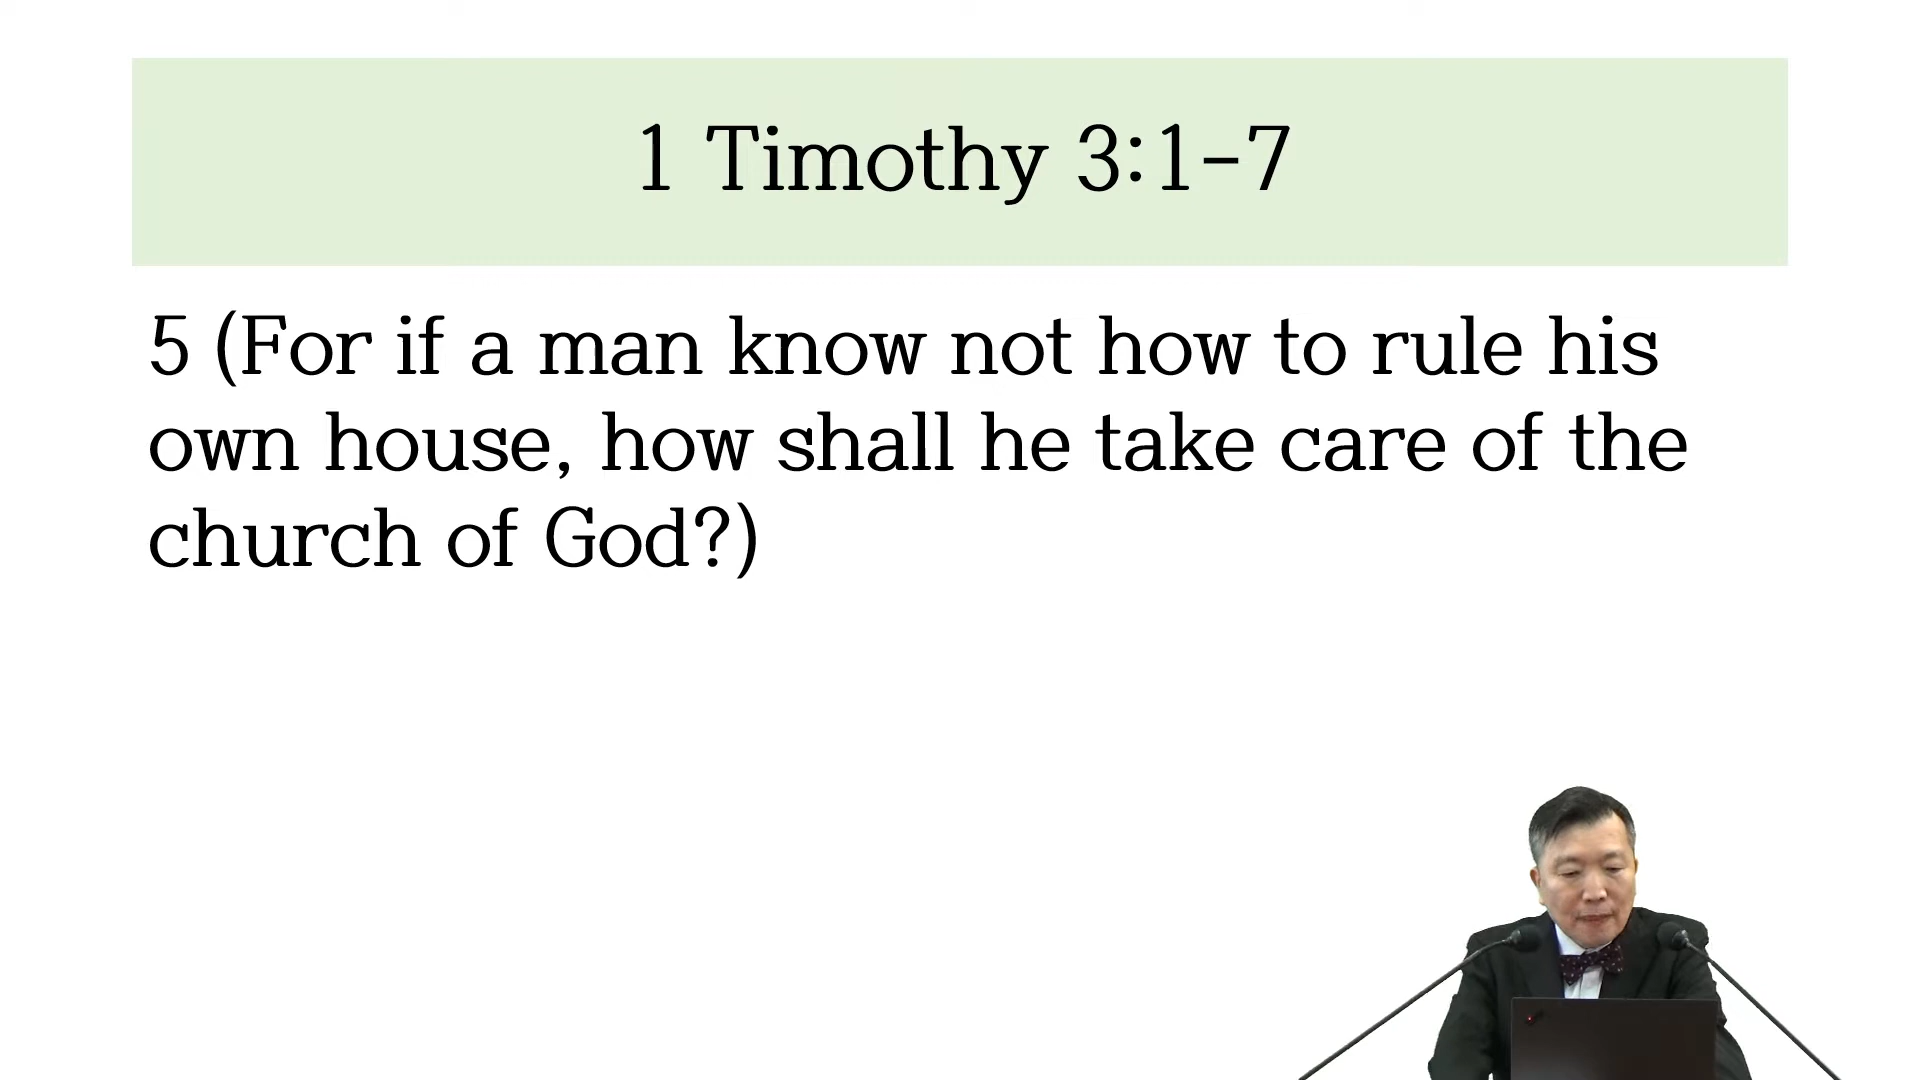 1 Timothy 3:1-7
5 (For if a man know not how to rule his
own house, how shall he take care of the
church of God?)